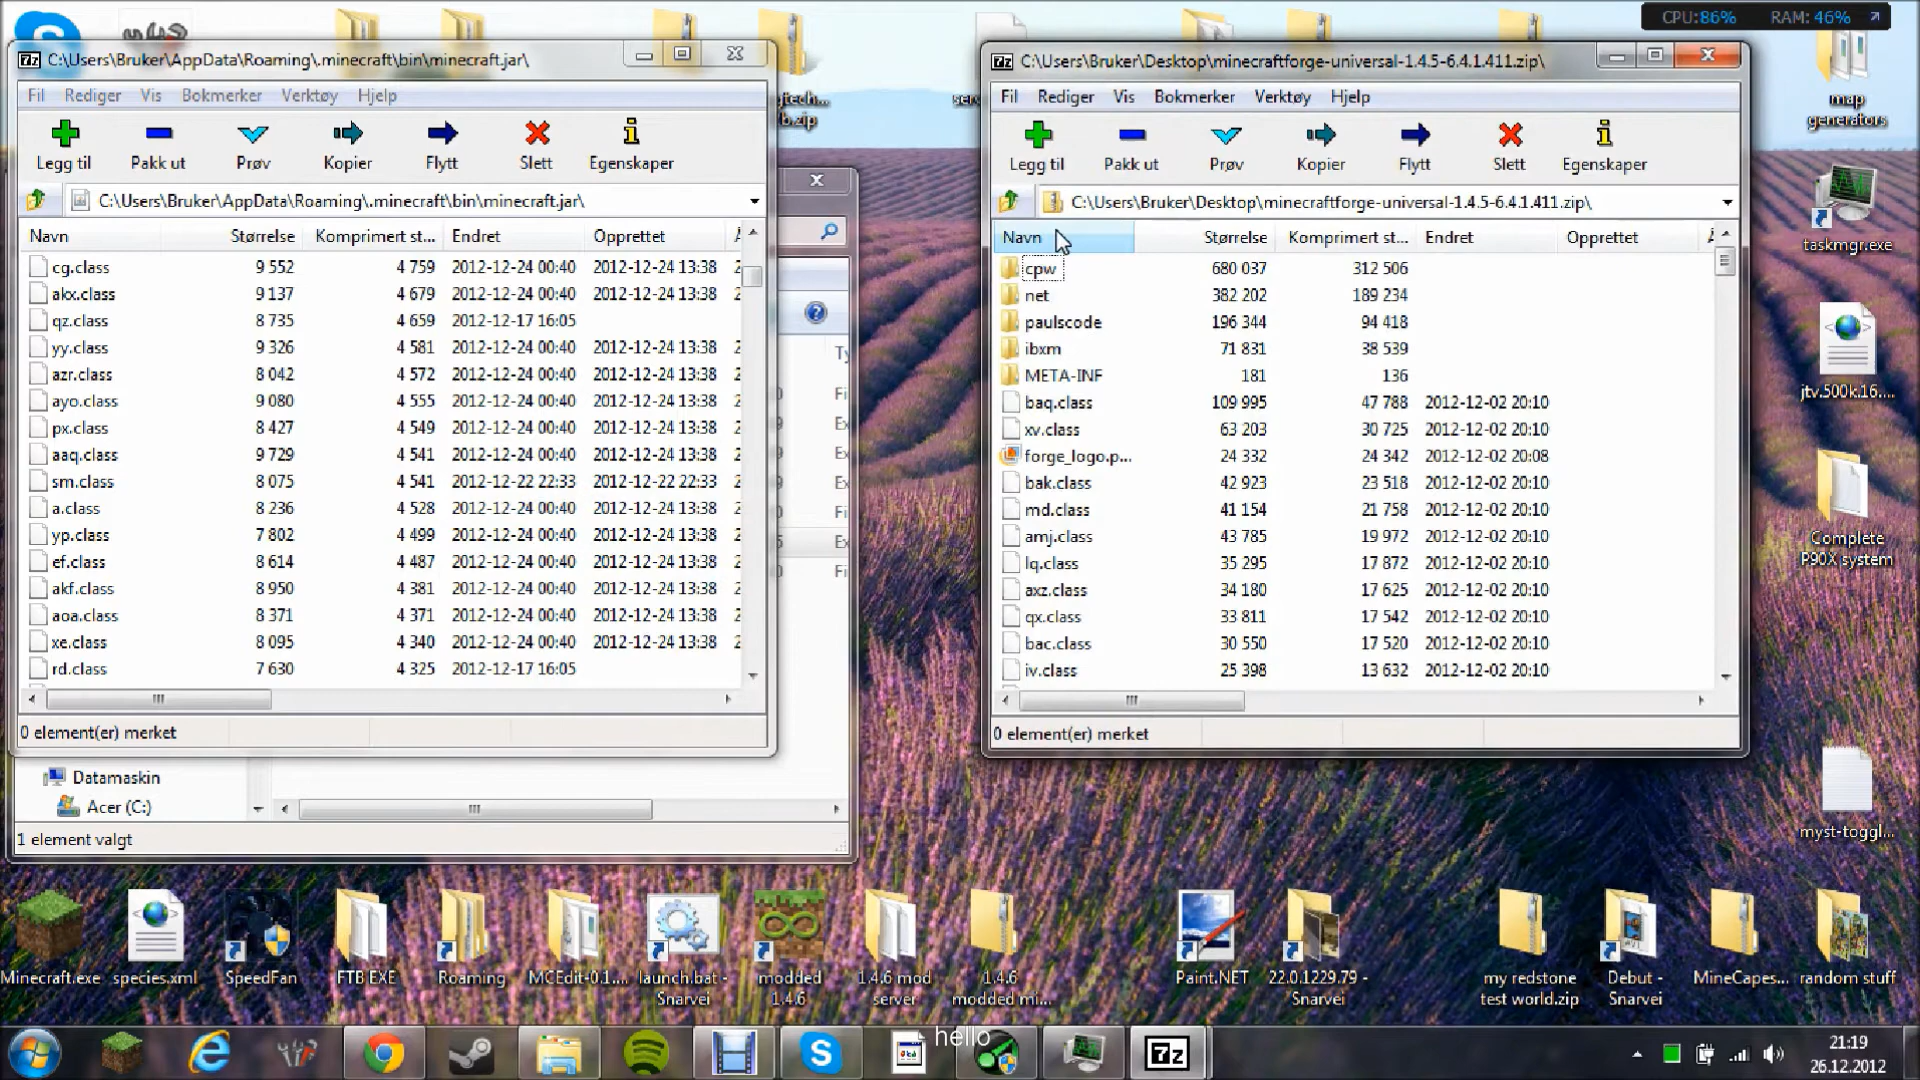 CPU:86% RAM: 46%
C:\Users\Bruker\AppData\Roaming\.minecraft\bin\minecraft.jar\
Fil Rediger Vis Bokmerker Verktøy Hjelp
Legg til Pakk ut Prøv Kopier Flytt Slett Egenskaper
C:\Users\Bruker\AppData\Roaming\.minecraft\bin\minecraft.jar\
Navn Størrelse Komprimert st... Endret Opprettet
cg.class 9 552 4 759 2012-12-24 00:40 2012-12-24 13:38
akx.class 9 137 4 679 2012-12-24 00:40 2012-12-24 13:38
qz.class 8 735 4 659 2012-12-17 16:05
yy.class 9 326 4 581 2012-12-24 00:40 2012-12-24 13:38
azr.class 8 042 4 572 2012-12-24 00:40 2012-12-24 13:38
ayo.class 9 080 4 555 2012-12-24 00:40 2012-12-24 13:38
px.class 8 427 4 549 2012-12-24 00:40 2012-12-24 13:38
aaq.class 9 729 4 541 2012-12-24 00:40 2012-12-24 13:38
sm.class 8 075 4 541 2012-12-22 22:33 2012-12-22 22:33
a.class 8 236 4 528 2012-12-24 00:40 2012-12-24 13:38
yp.class 7 802 4 499 2012-12-24 00:40 2012-12-24 13:38
ef.class 8 614 4 487 2012-12-24 00:40 2012-12-24 13:38
akf.class 8 950 4 381 2012-12-24 00:40 2012-12-24 13:38
aoa.class 8 371 4 371 2012-12-24 00:40 2012-12-24 13:38
xe.class 8 095 4 340 2012-12-24 00:40 2012-12-24 13:38
rd.class 7 630 4 325 2012-12-17 16:05
0 element(er) merket
Datamaskin
Acer (C:)
1 element valgt
C:\Users\Bruker\Desktop\minecraftforge-universal-1.4.5-6.4.1.411.zip\
Fil Rediger Vis Bokmerker Verktøy Hjelp
Legg til Pakk ut Prøv Kopier Flytt Slett Egenskaper
C:\Users\Bruker\Desktop\minecraftforge-universal-1.4.5-6.4.1.411.zip\
Navn Størrelse Komprimert st... Endret Opprettet
cpw 680 037 312 506
net 382 202 189 234
paulscode 196 344 94 418
ibxm 71 831 38 539
META-INF 181 136
baq.class 109 995 47 788 2012-12-02 20:10
xv.class 63 203 30 725 2012-12-02 20:10
forge_logo.p... 24 332 24 342 2012-12-02 20:08
bak.class 42 923 23 518 2012-12-02 20:10
md.class 41 154 21 758 2012-12-02 20:10
amj.class 43 785 19 972 2012-12-02 20:10
lq.class 35 295 17 872 2012-12-02 20:10
axz.class 34 180 17 625 2012-12-02 20:10
qx.class 33 811 17 542 2012-12-02 20:10
bac.class 30 550 17 520 2012-12-02 20:10
iv.class 25 398 13 632 2012-12-02 20:10
0 element(er) merket
map
generators
taskmgr.exe
jtv.500k.16....
Complete
P90X system
myst-toggl...
Minecraft.exe species.xml SpeedFan FTB EXE Roaming MCEdit-0.1.... launch.bat -
Snarvei modded
1.4.6 1.4.6 mod
server 1.4.6
modded mi... Paint.NET 22.0.1229.79 -
Snarvei my redstone
test world.zip Debut -
Snarvei MineCapes... random stuff
hello
21:19
26.12.2012